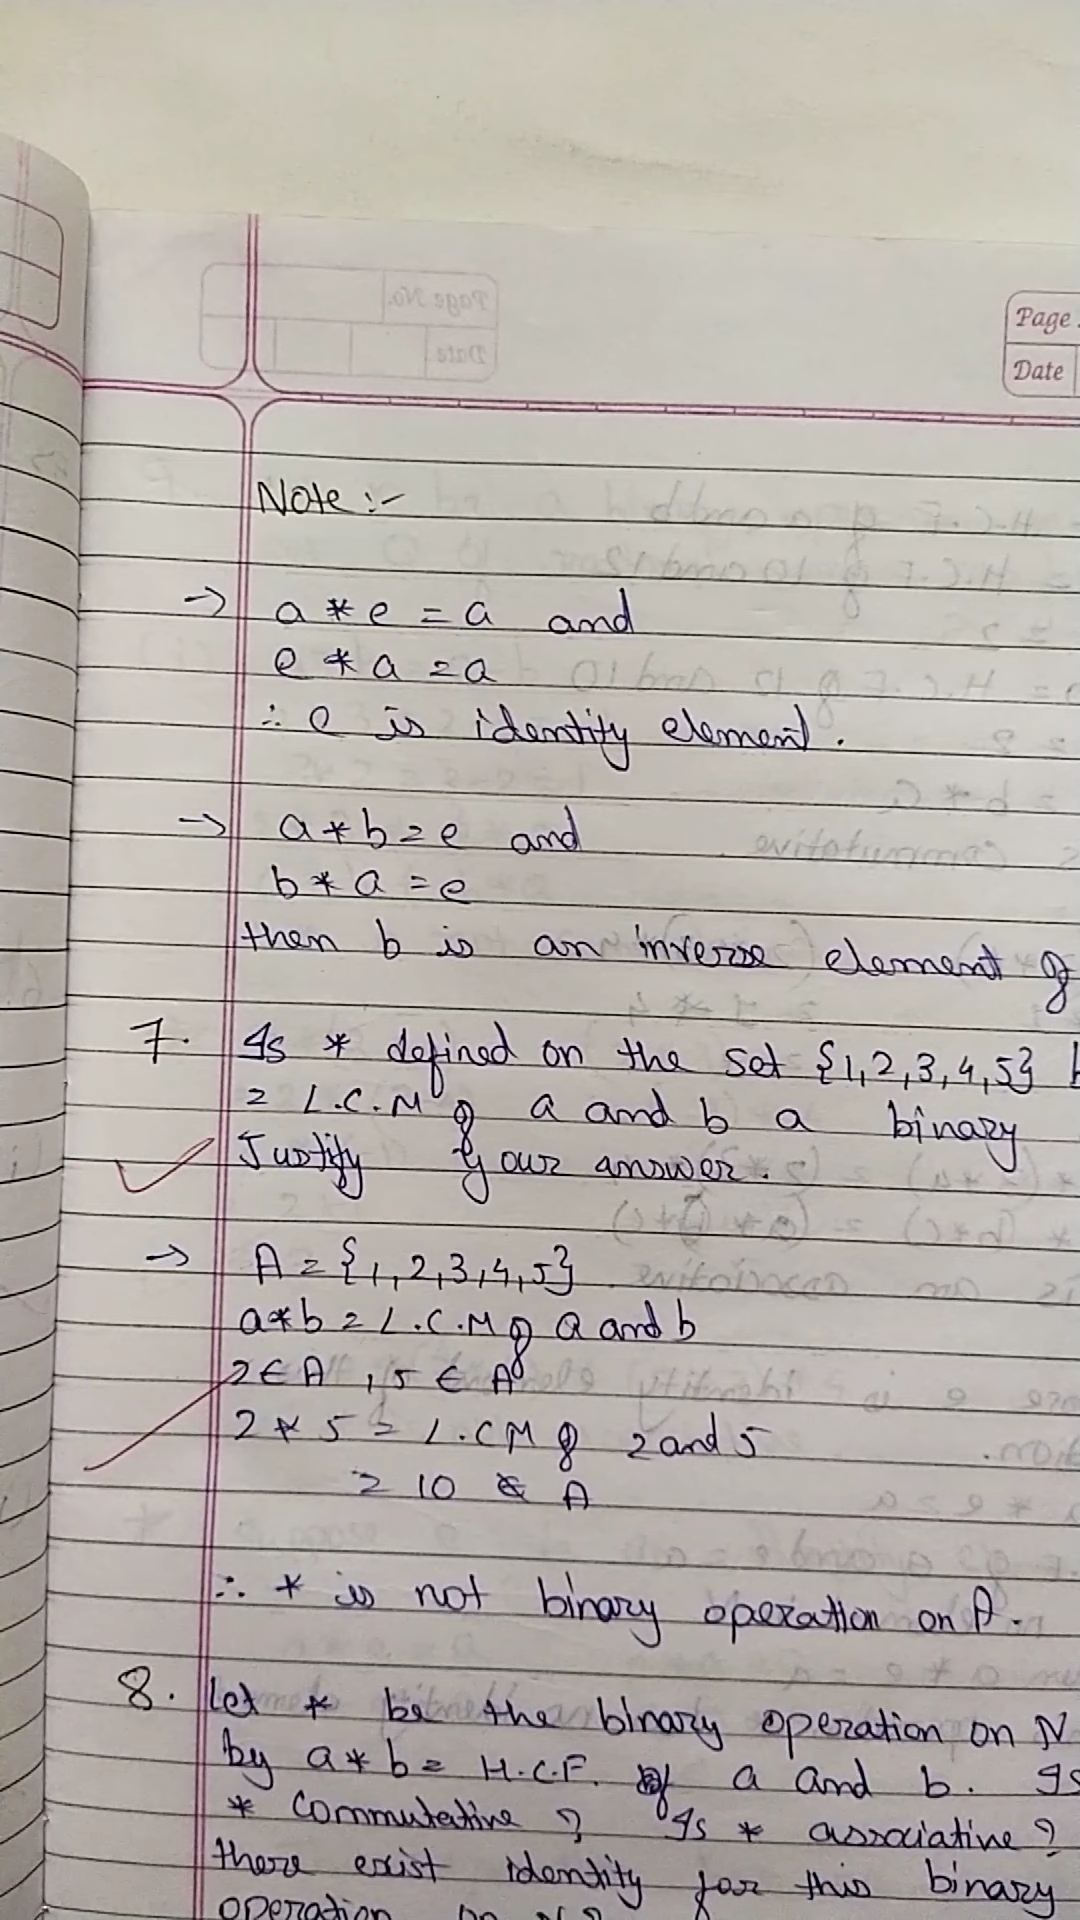 Page
Date
Note :-
→ a * e = a and
e * a = a
∴ e is identity element.
→ a * b = e and
b * a = e
then b is an inverse element of
7. Is * defined on the set {1,2,3,4,5} b
= L.C.M of a and b a binary
Justify your answer.
→ A = {1,2,3,4,5}
a*b = L.C.M of a and b
2 ∈ A , 5 ∈ A
2 * 5 = L.CM of 2 and 5
= 10 ∉ A
∴ * is not binary operation on A.
8. Let * be the binary operation on N
by a * b = H.C.F. of a and b. Is
* commutative ? Is * associative ?
there exist identity for this binary
operation on N?